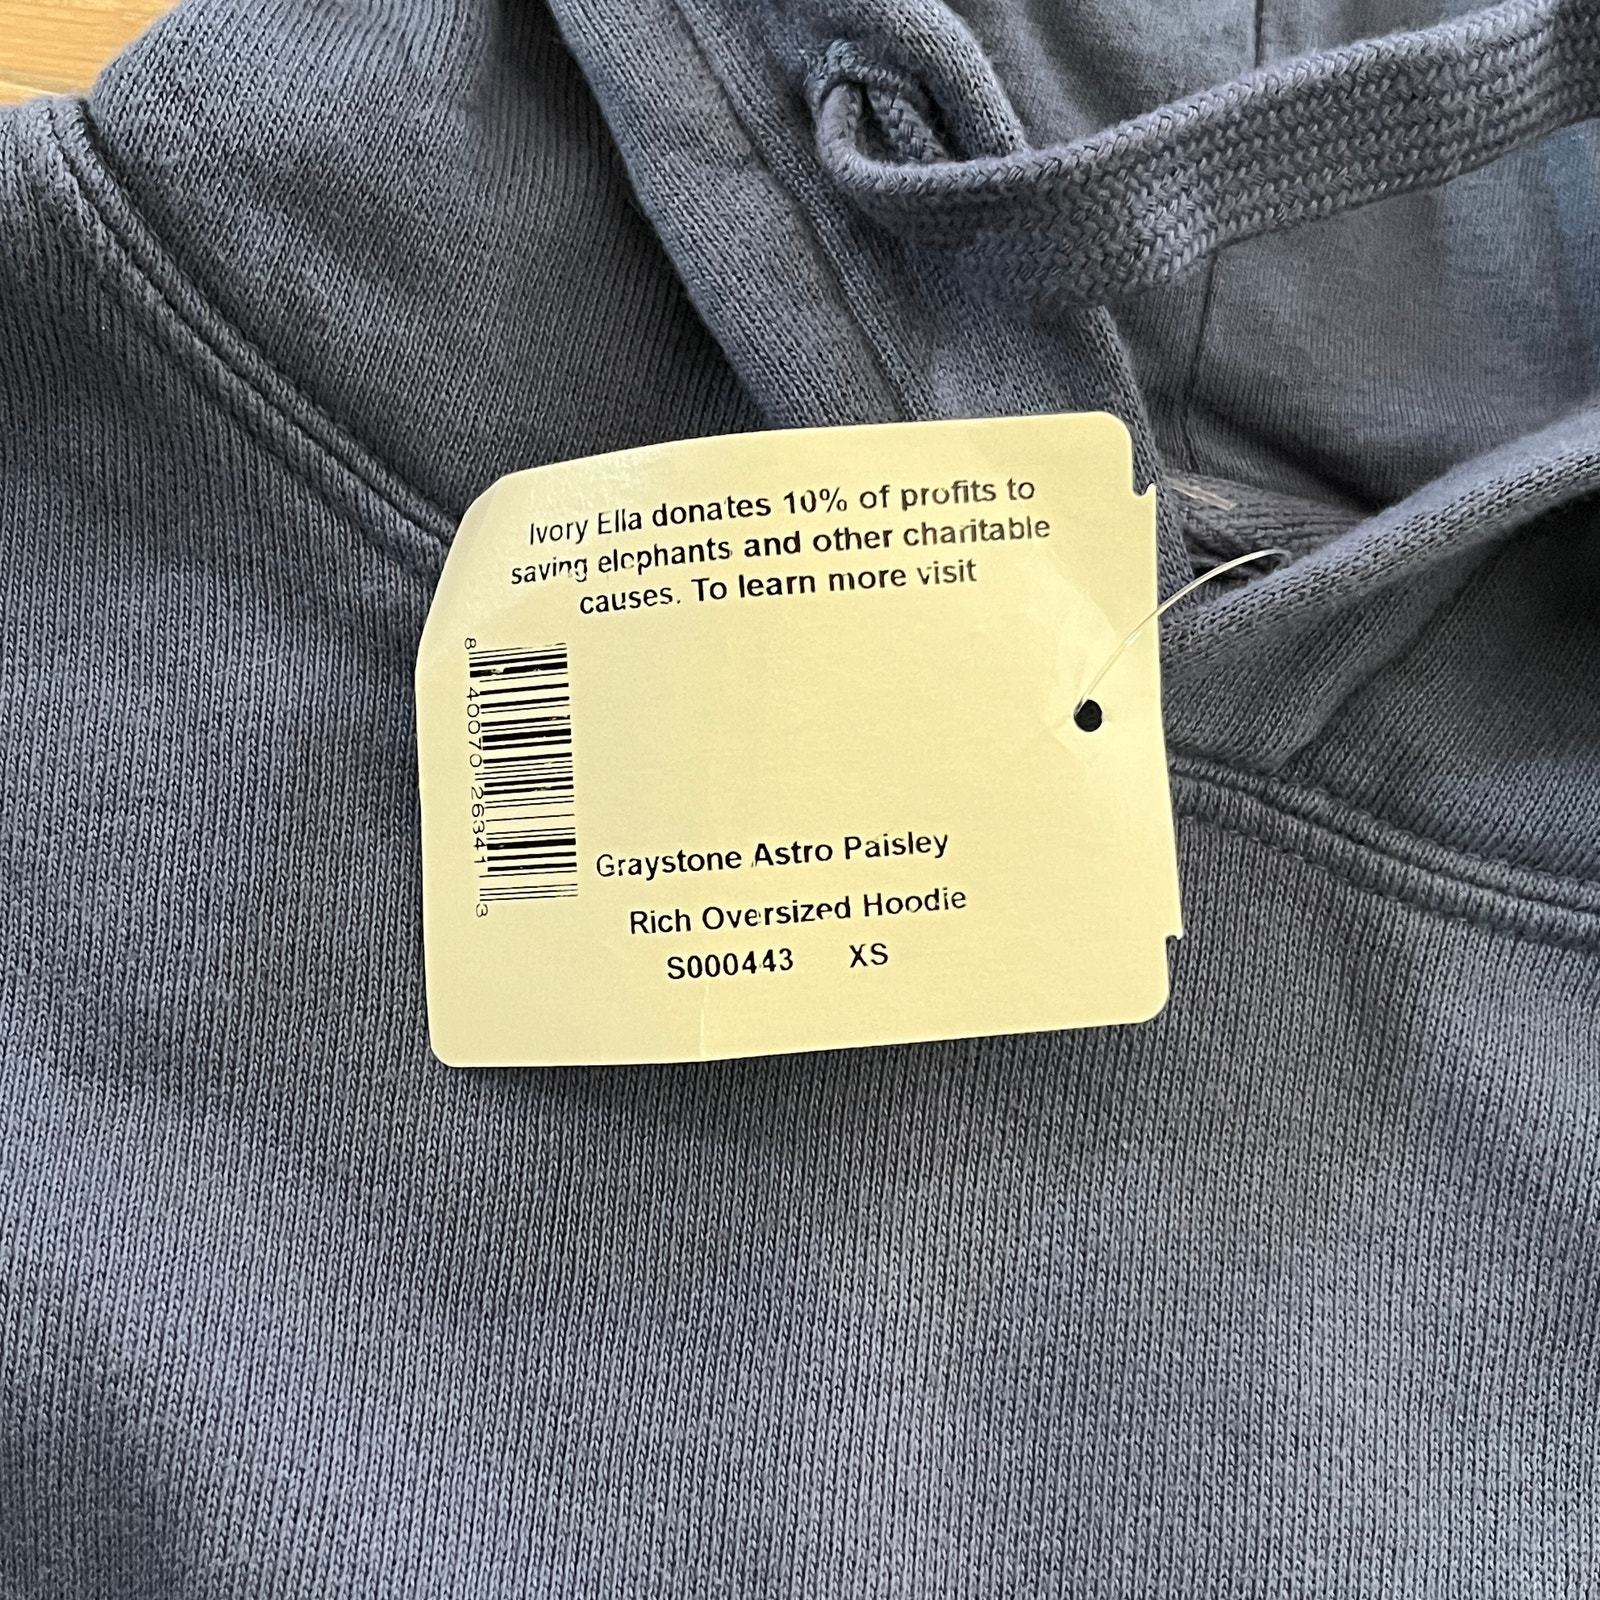 Ivory Ella donates 10% of profits to
saving elephants and other charitable
causes. To learn more visit
8 40070 26341 3
Graystone Astro Paisley
Rich Oversized Hoodie
S000443 XS